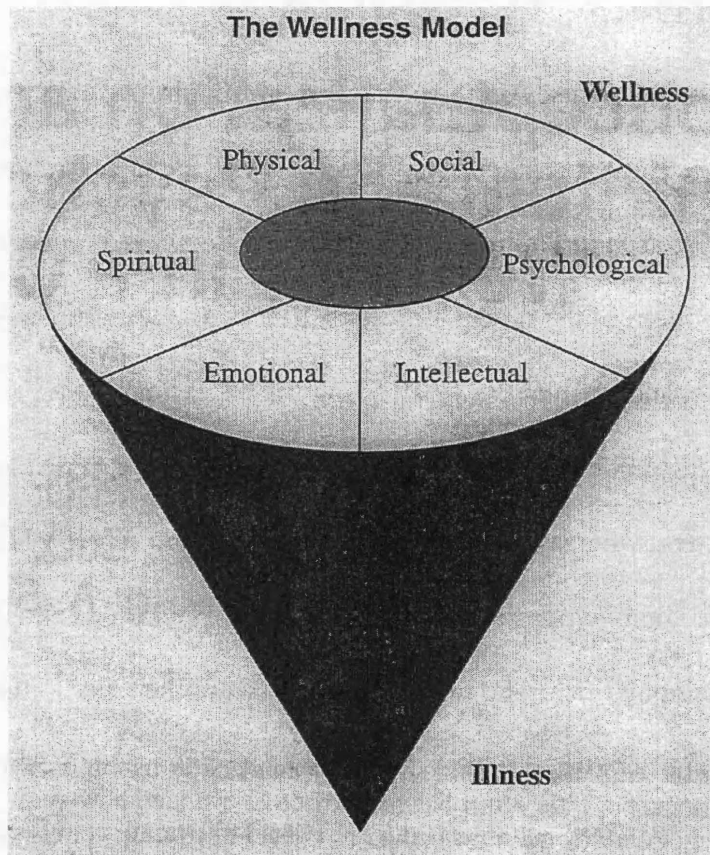 The Wellness Model
Wellness
Physical
Social
Spiritual
Psychological
Emotional
Intellectual
Illness